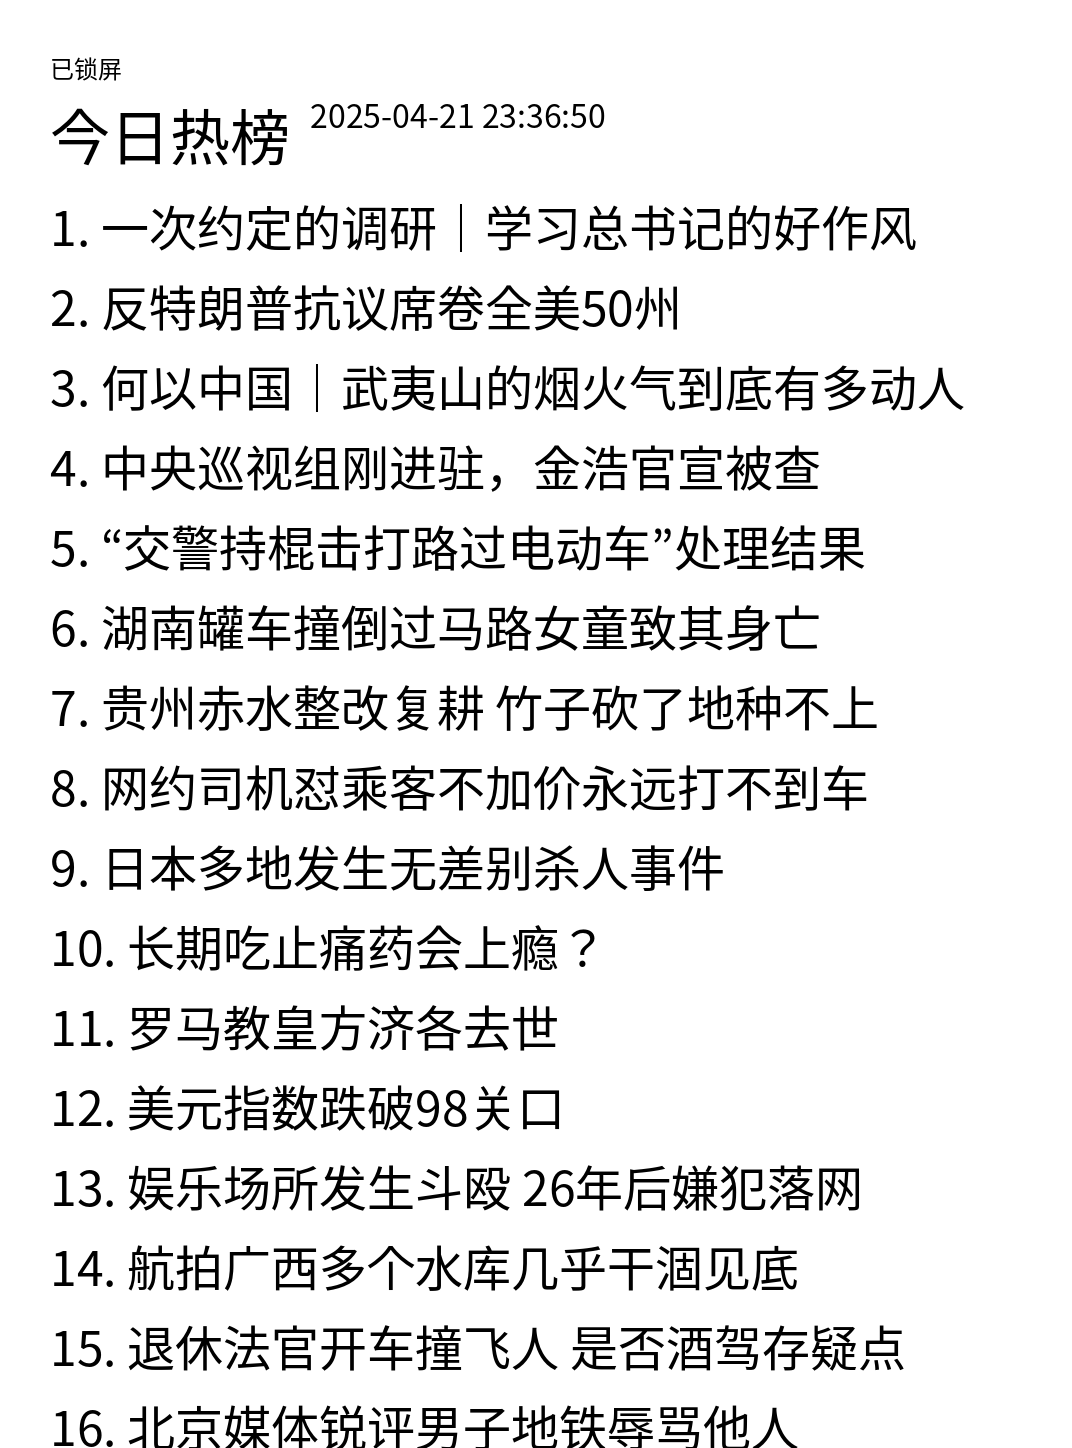 已锁屏
今日热榜 2025-04-21 23:36:50
1. 一次约定的调研｜学习总书记的好作风
2. 反特朗普抗议席卷全美50州
3. 何以中国｜武夷山的烟火气到底有多动人
4. 中央巡视组刚进驻，金浩官宣被查
5. “交警持棍击打路过电动车”处理结果
6. 湖南罐车撞倒过马路女童致其身亡
7. 贵州赤水整改复耕 竹子砍了地种不上
8. 网约司机怼乘客不加价永远打不到车
9. 日本多地发生无差别杀人事件
10. 长期吃止痛药会上瘾？
11. 罗马教皇方济各去世
12. 美元指数跌破98关口
13. 娱乐场所发生斗殴 26年后嫌犯落网
14. 航拍广西多个水库几乎干涸见底
15. 退休法官开车撞飞人 是否酒驾存疑点
16. 北京媒体锐评男子地铁辱骂他人